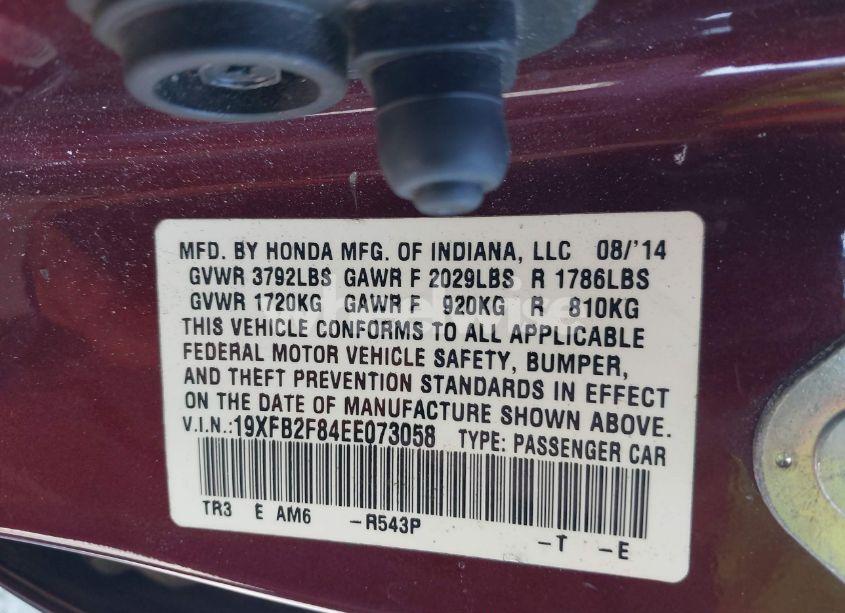 MFD. BY HONDA MFG. OF INDIANA, LLC 08/'14
GVWR 3792LBS GAWR F 2029LBS R 1786LBS
GVWR 1720KG GAWR F 920KG R 810KG
THIS VEHICLE CONFORMS TO ALL APPLICABLE
FEDERAL MOTOR VEHICLE SAFETY, BUMPER,
AND THEFT PREVENTION STANDARDS IN EFFECT
ON THE DATE OF MANUFACTURE SHOWN ABOVE.
V.I.N.:19XFB2F84EE073058 TYPE: PASSENGER CAR
TR3 E AM6 -R543P -T -E